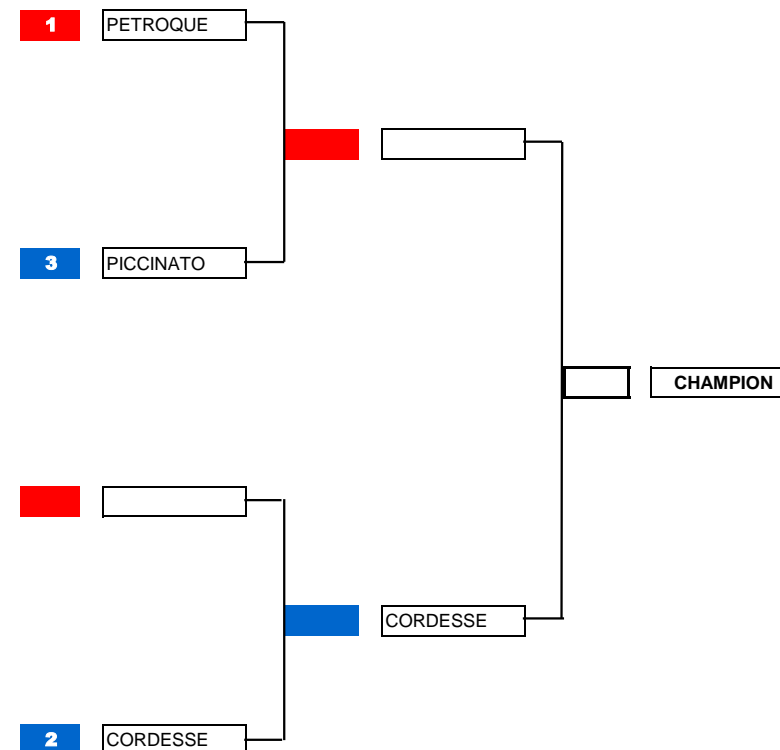 1 PETROQUE
3 PICCINATO
CHAMPION
CORDESSE
2 CORDESSE